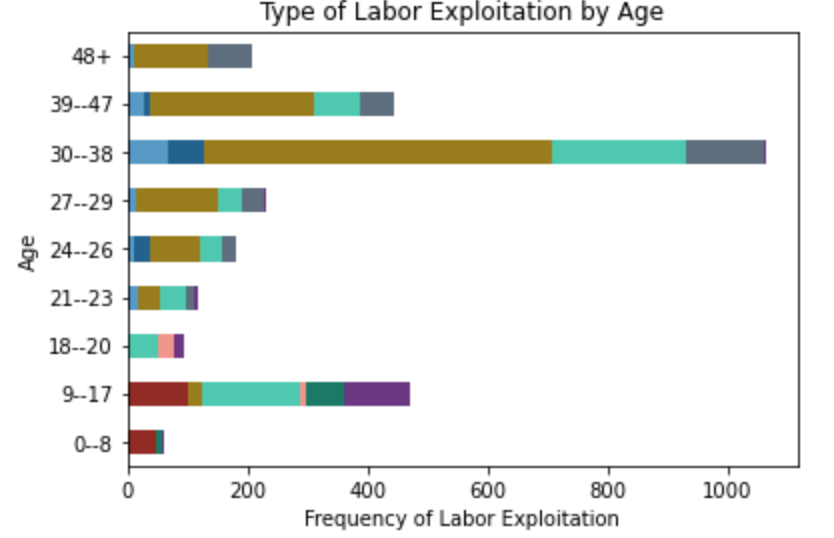 Type of Labor Exploitation by Age
48+
39--47
30--38
27--29
24--26
21--23
18--20
9--17
0--8
Age
0 200 400 600 800 1000
Frequency of Labor Exploitation